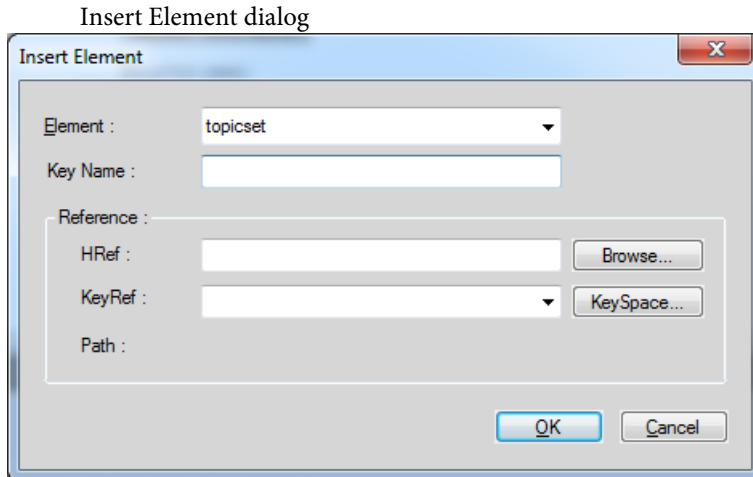 Insert Element dialog
Insert Element
Element : topicset
Key Name :
Reference :
HRef : Browse...
KeyRef : KeySpace...
Path :
OK Cancel